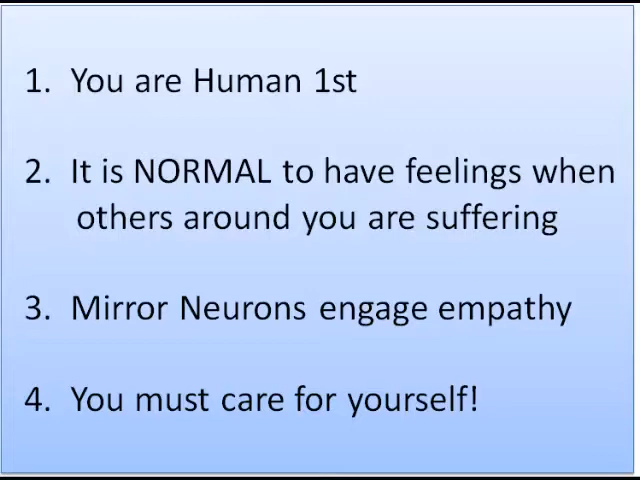 1. You are Human 1st
2. It is NORMAL to have feelings when
others around you are suffering
3. Mirror Neurons engage empathy
4. You must care for yourself!